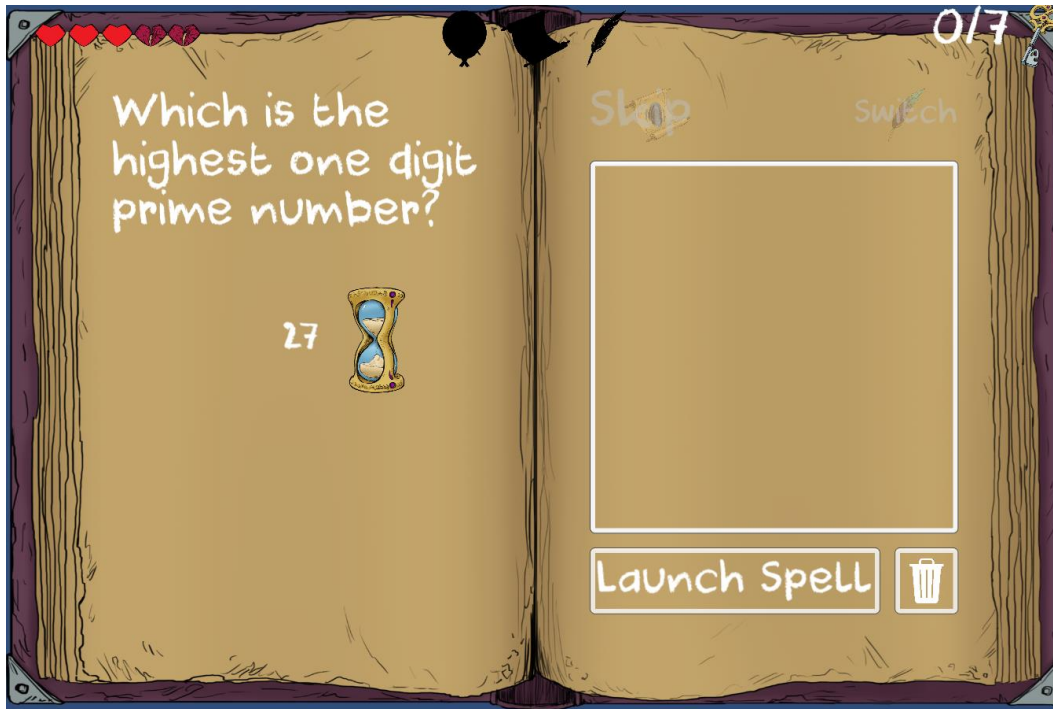 0/7
Which is the
highest one digit
prime number?
27
Switch
Launch Spell